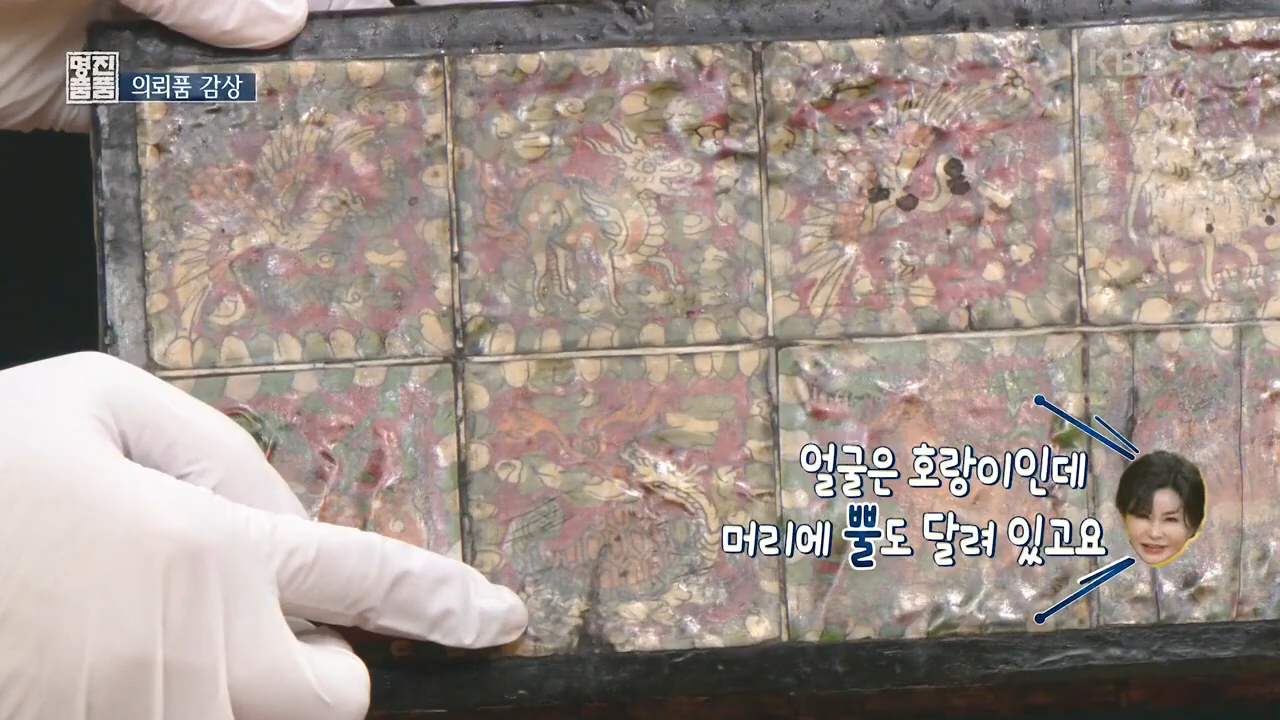 진품
명품
의뢰품 감상
KBS
얼굴은 호랑이인데
머리에 뿔도 달려 있고요